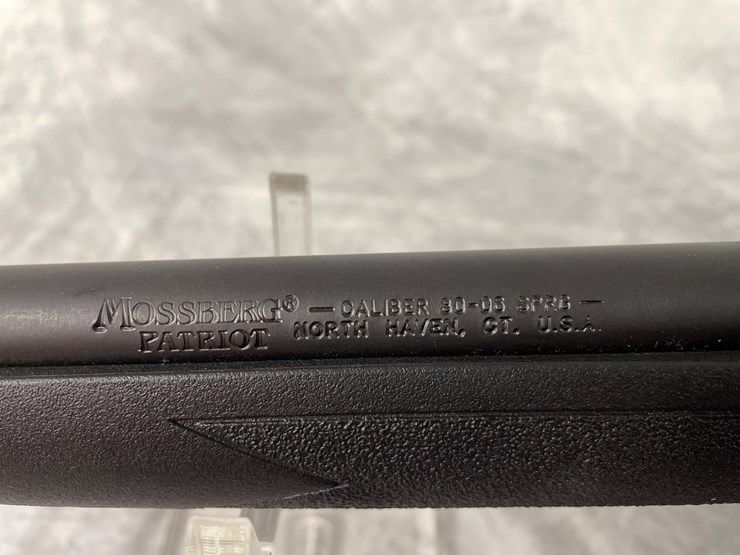 MOSSBERG® — CALIBER 30-06 SPRG —
PATRIOT NORTH HAVEN, CT. U.S.A.